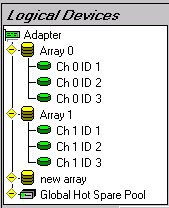 Logical Devices
Adapter
Array 0
Ch 0 ID 1
Ch 0 ID 2
Ch 0 ID 3
Array 1
Ch 1 ID 1
Ch 1 ID 2
Ch 1 ID 3
new array
Global Hot Spare Pool